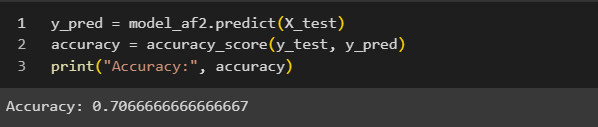 1 y_pred = model_af2.predict(X_test)
2 accuracy = accuracy_score(y_test, y_pred)
3 print("Accuracy:", accuracy)
Accuracy: 0.7066666666666667